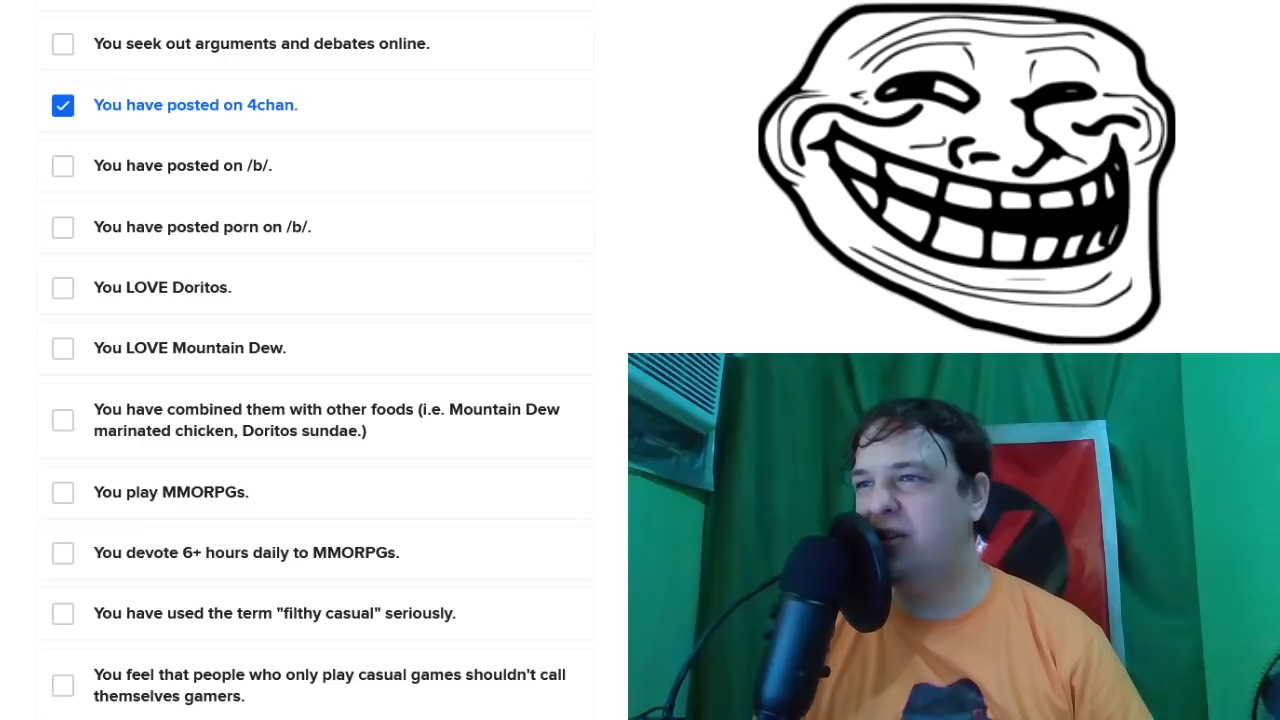 You seek out arguments and debates online.
You have posted on 4chan.
You have posted on /b/.
You have posted porn on /b/.
You LOVE Doritos.
You LOVE Mountain Dew.
You have combined them with other foods (i.e. Mountain Dew
marinated chicken, Doritos sundae.)
You play MMORPGs.
You devote 6+ hours daily to MMORPGs.
You have used the term "filthy casual" seriously.
You feel that people who only play casual games shouldn't call
themselves gamers.